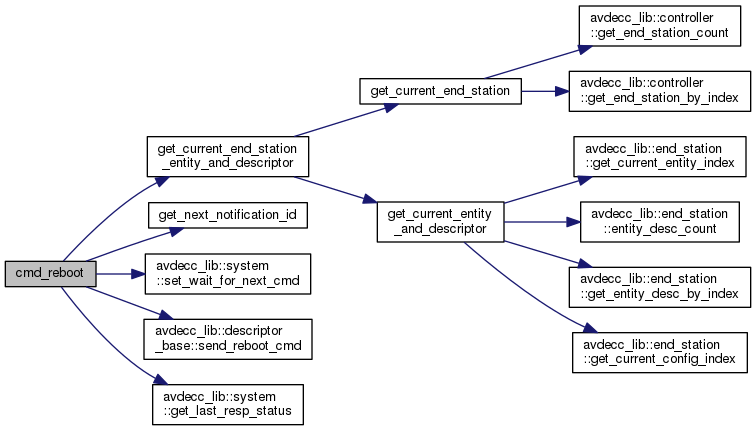 cmd_reboot
get_current_end_station
_entity_and_descriptor
get_next_notification_id
avdecc_lib::system
::set_wait_for_next_cmd
avdecc_lib::descriptor
_base::send_reboot_cmd
avdecc_lib::system
::get_last_resp_status
get_current_end_station
get_current_entity
_and_descriptor
avdecc_lib::controller
::get_end_station_count
avdecc_lib::controller
::get_end_station_by_index
avdecc_lib::end_station
::get_current_entity_index
avdecc_lib::end_station
::entity_desc_count
avdecc_lib::end_station
::get_entity_desc_by_index
avdecc_lib::end_station
::get_current_config_index